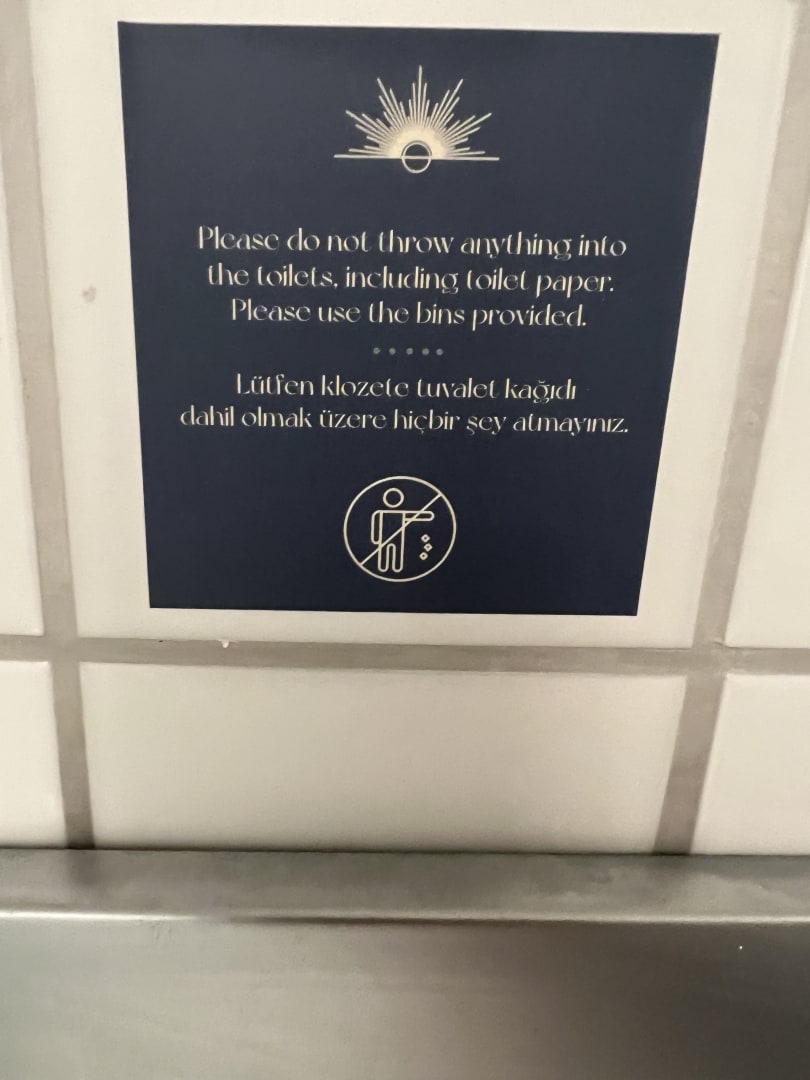 Please do not throw anything into
the toilets, including toilet paper.
Please use the bins provided.
Lütfen klozete tuvalet kağıdı
dahil olmak üzere hiçbir şey atmayınız.